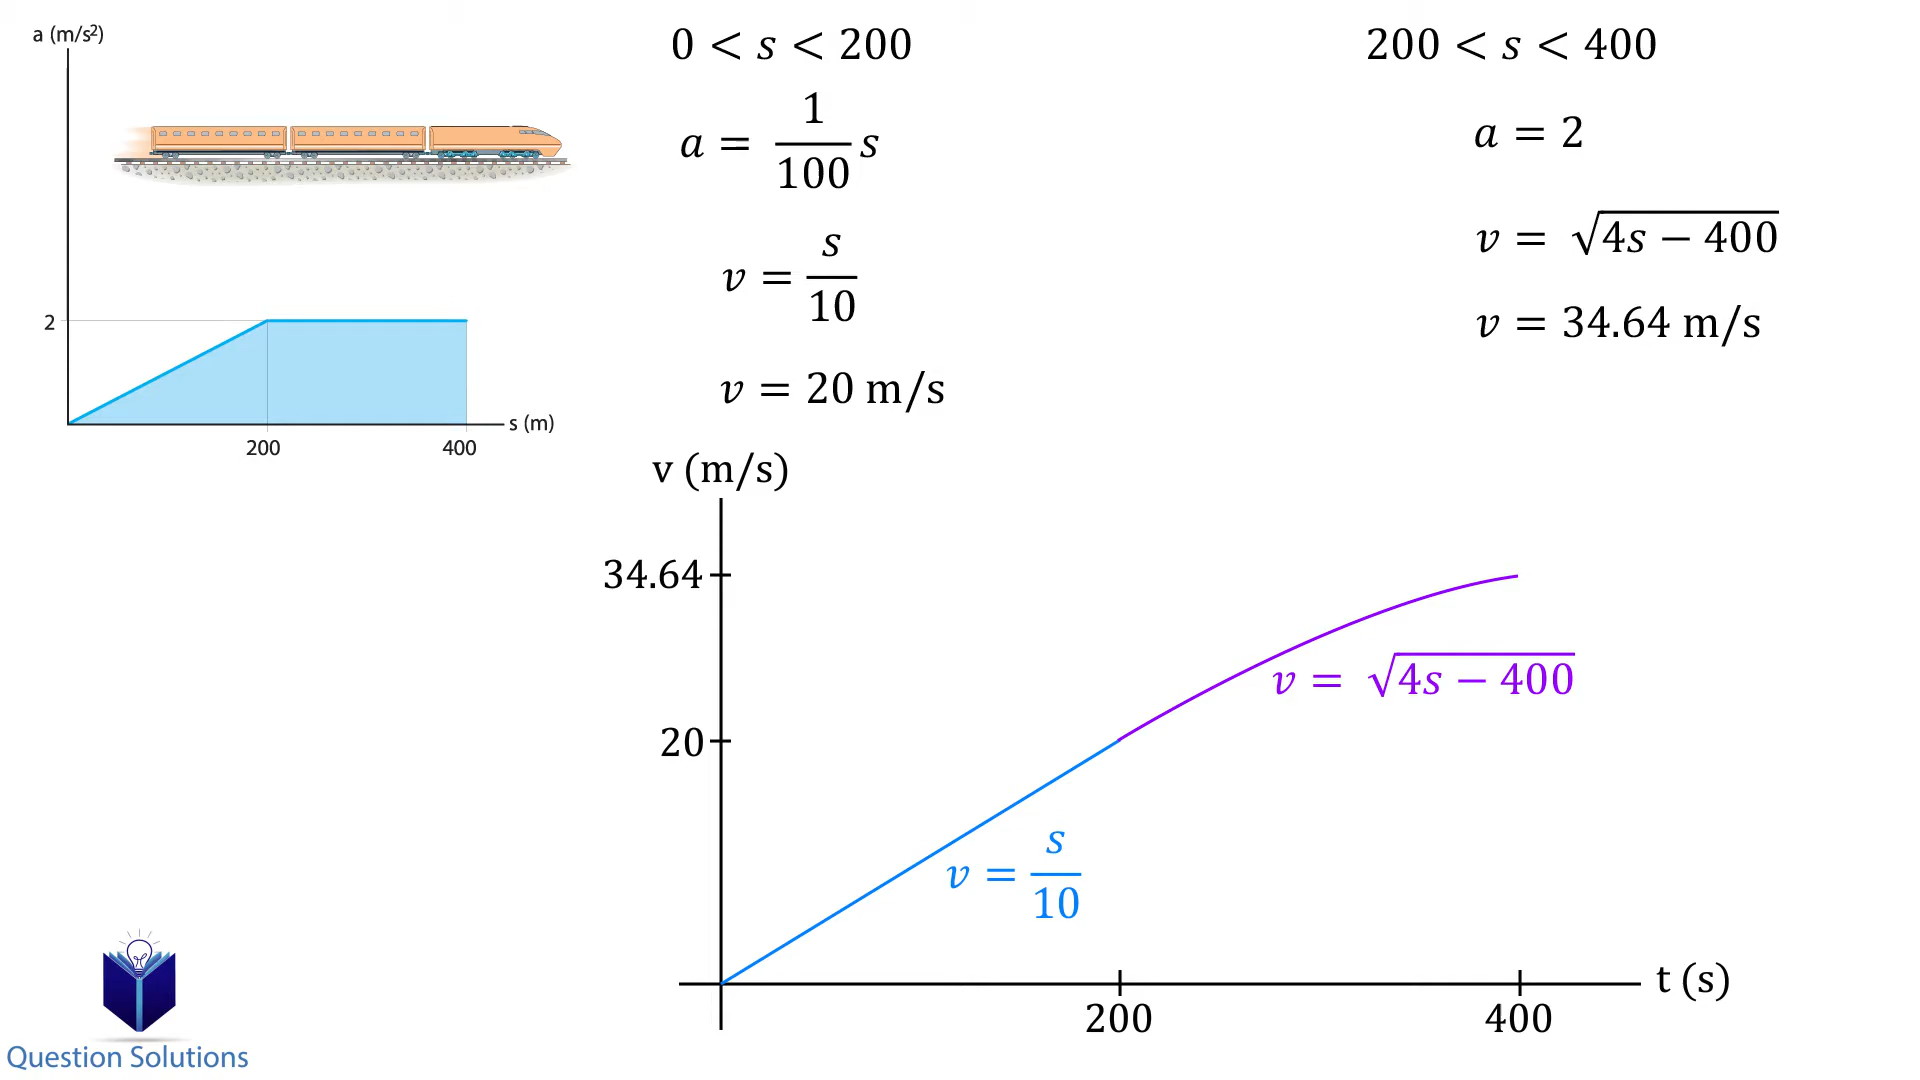 a (m/s²)
2
200
400
s (m)
0 < s < 200
a = 1/100 s
v = s/10
v = 20 m/s
200 < s < 400
a = 2
v = √(4s − 400)
v = 34.64 m/s
v (m/s)
34.64
20
v = √(4s − 400)
v = s/10
200
400
t (s)
Question Solutions